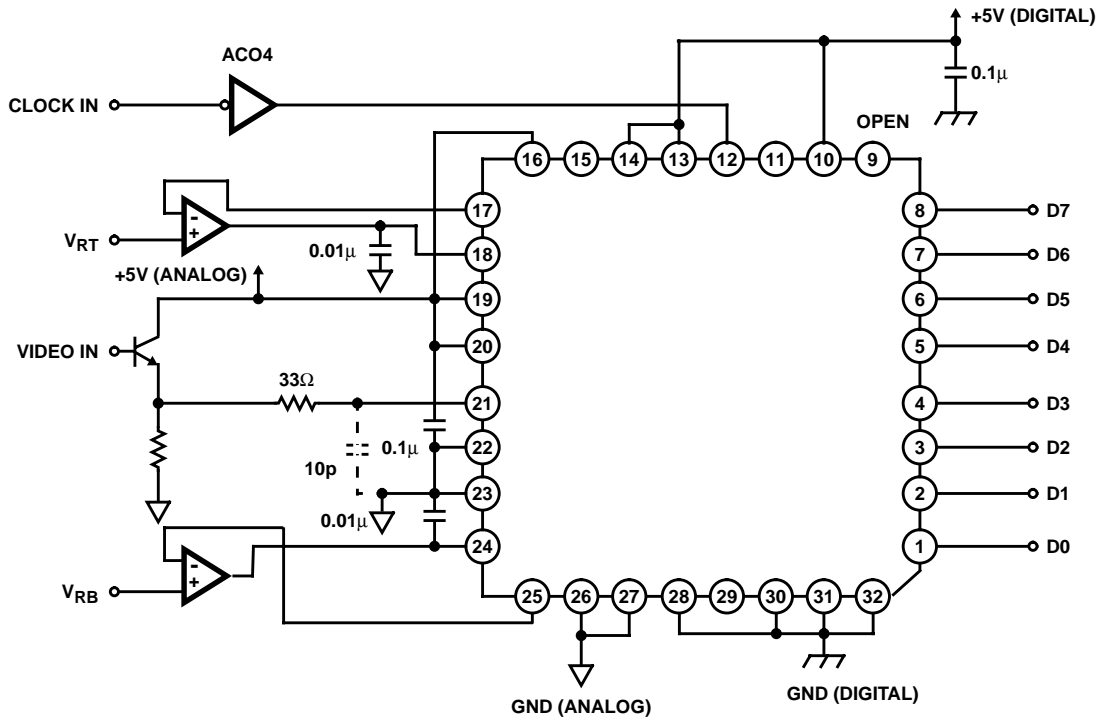 +5V (DIGITAL)
ACO4
0.1μ
CLOCK IN
OPEN
16 15 14 13 12 11 10 9
17 8 D7
VRT
0.01μ
18 7 D6
+5V (ANALOG)
19 6 D5
VIDEO IN
20 5 D4
33Ω
21 4 D3
10p
0.1μ
22 3 D2
23 2 D1
0.01μ
24 1 D0
VRB
25 26 27 28 29 30 31 32
GND (ANALOG)
GND (DIGITAL)